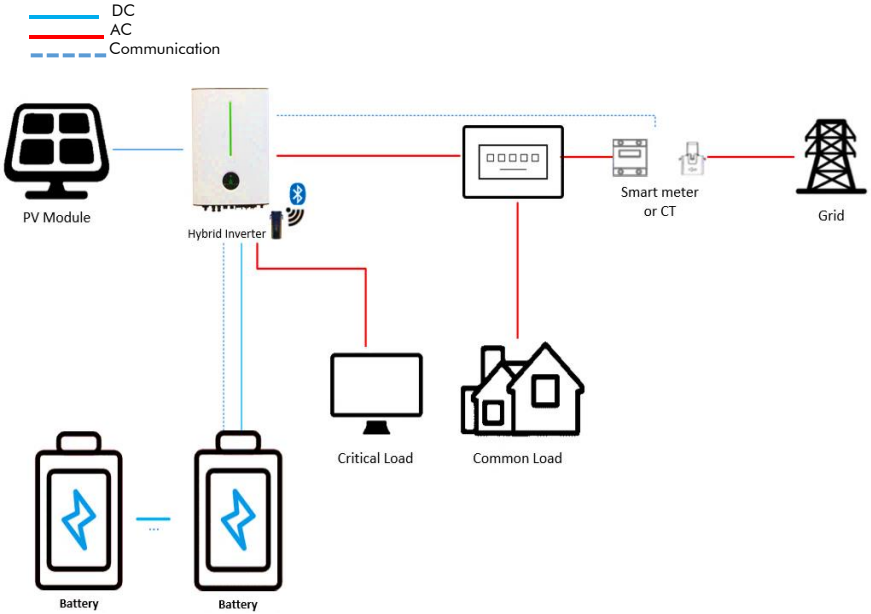 DC
AC
Communication
PV Module
Hybrid Inverter
Smart meter
or CT
Grid
Critical Load
Common Load
...
Battery
Battery